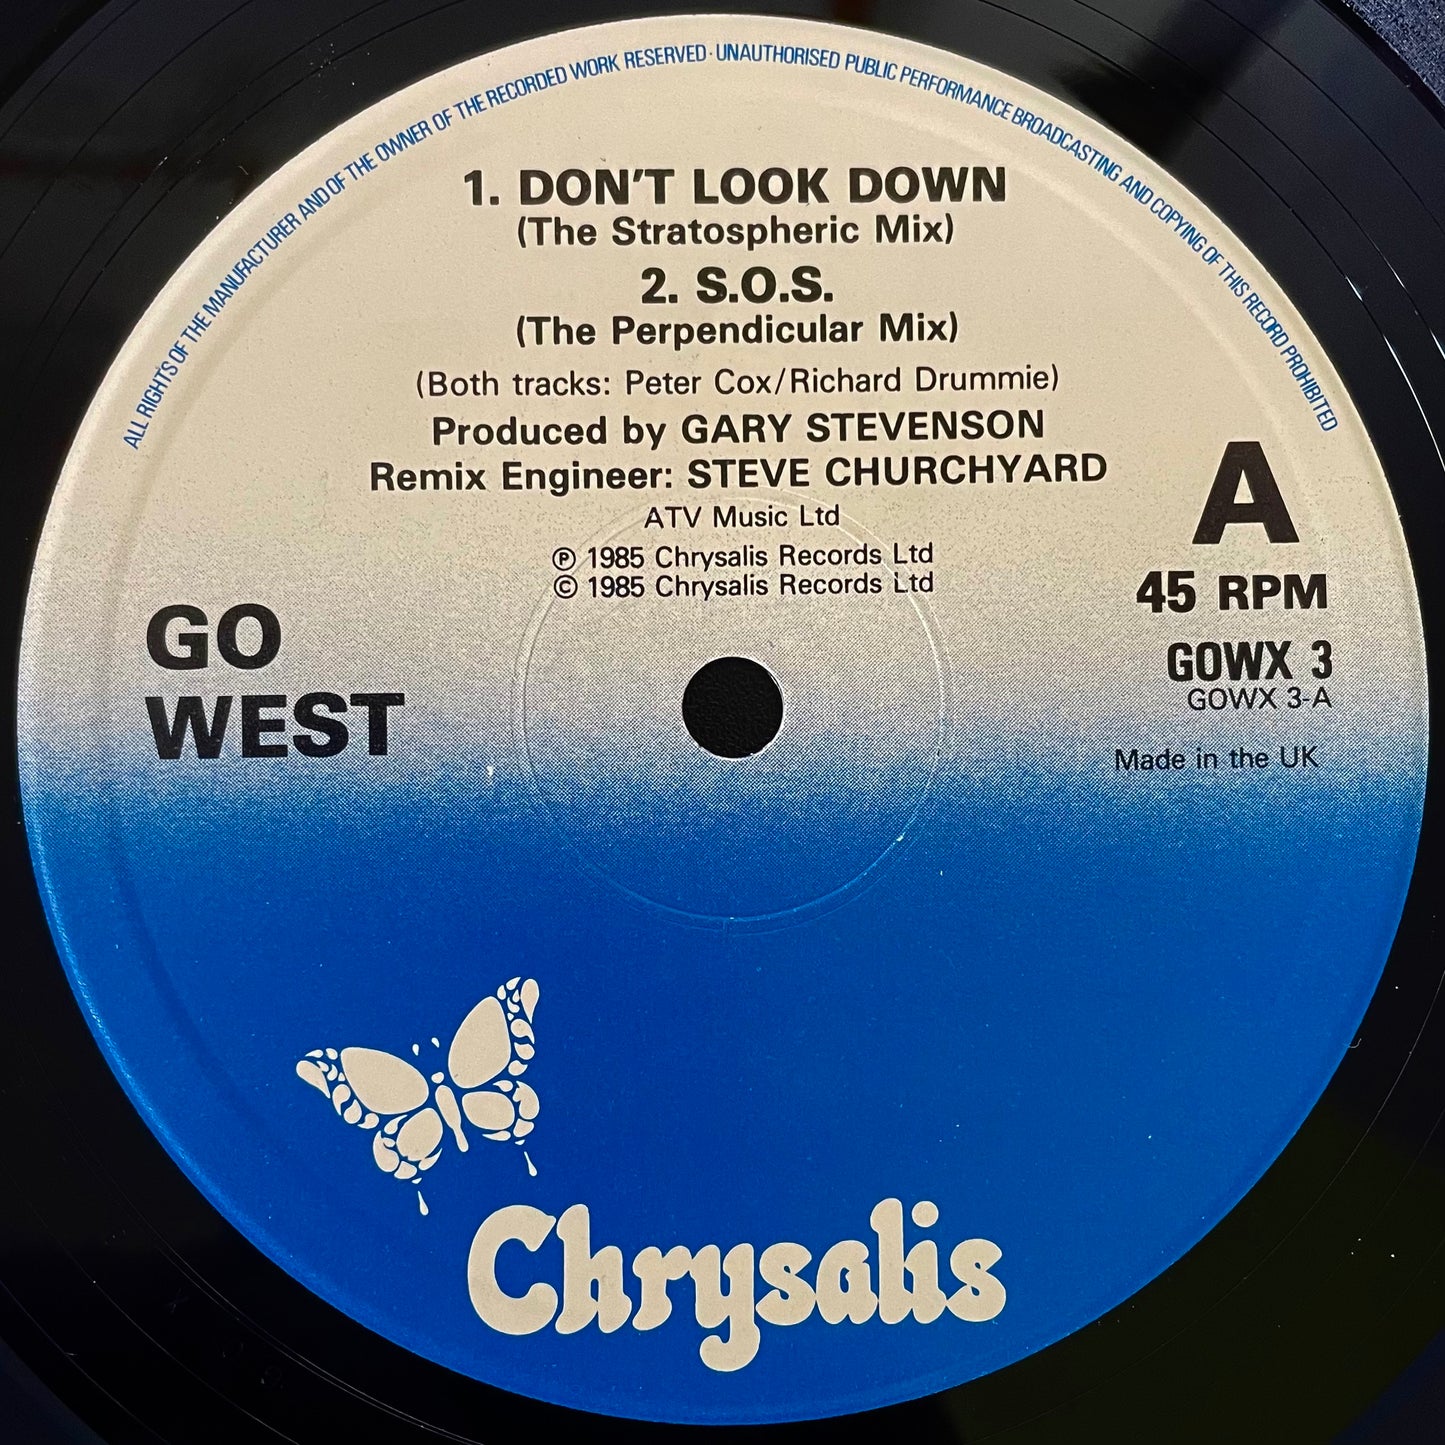 ALL RIGHTS OF THE MANUFACTURER AND OF THE OWNER OF THE RECORDED WORK RESERVED · UNAUTHORISED PUBLIC PERFORMANCE BROADCASTING AND COPYING OF THIS RECORD PROHIBITED
1. DON'T LOOK DOWN
(The Stratospheric Mix)
2. S.O.S.
(The Perpendicular Mix)
(Both tracks: Peter Cox/Richard Drummie)
Produced by GARY STEVENSON
Remix Engineer: STEVE CHURCHYARD
ATV Music Ltd
Ⓟ 1985 Chrysalis Records Ltd
© 1985 Chrysalis Records Ltd
A
45 RPM
GOWX 3
GOWX 3-A
Made in the UK
GO
WEST
Chrysalis